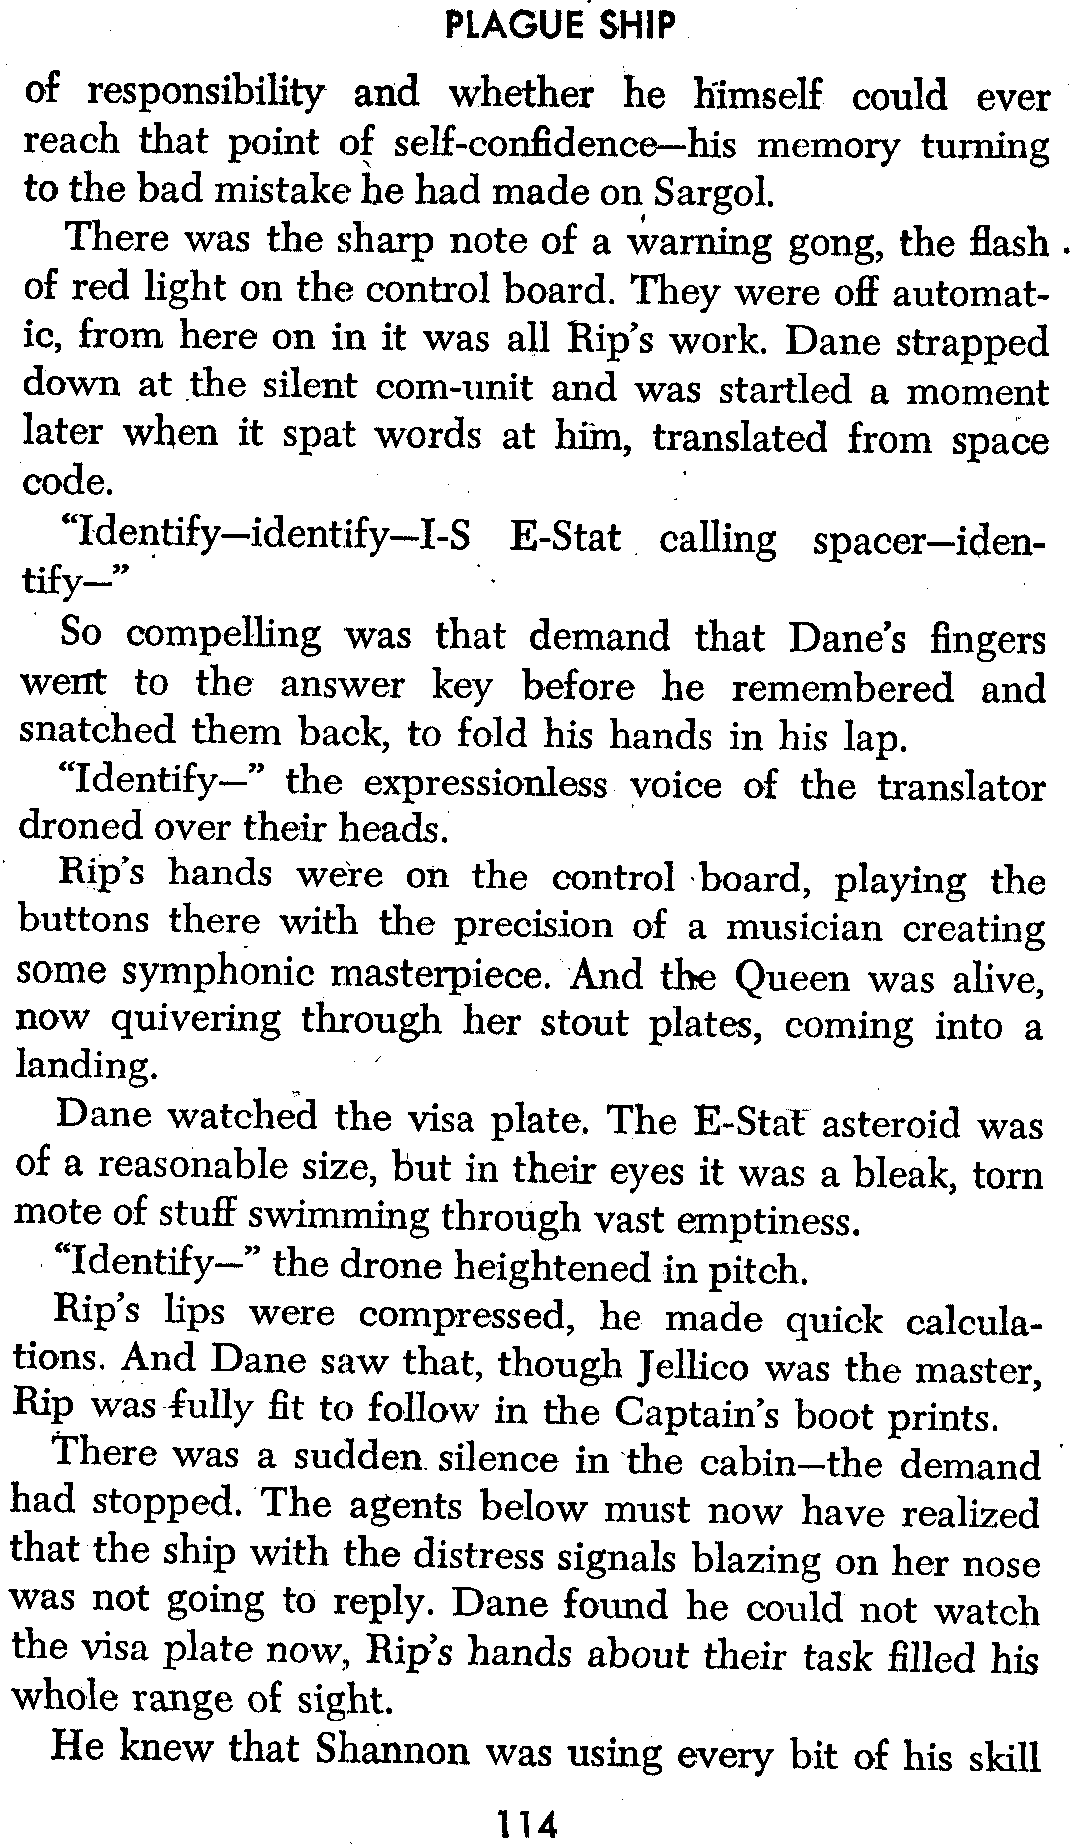 PLAGUE SHIP
of responsibility and whether he himself could ever
reach that point of self-confidence—his memory turning
to the bad mistake he had made on Sargol.
There was the sharp note of a warning gong, the flash
of red light on the control board. They were off automat-
ic, from here on in it was all Rip's work. Dane strapped
down at the silent com-unit and was startled a moment
later when it spat words at him, translated from space
code.
“Identify—identify—I-S E-Stat calling spacer—iden-
tify—”
So compelling was that demand that Dane's fingers
went to the answer key before he remembered and
snatched them back, to fold his hands in his lap.
“Identify—” the expressionless voice of the translator
droned over their heads.
Rip's hands were on the control board, playing the
buttons there with the precision of a musician creating
some symphonic masterpiece. And the Queen was alive,
now quivering through her stout plates, coming into a
landing.
Dane watched the visa plate. The E-Stat asteroid was
of a reasonable size, but in their eyes it was a bleak, torn
mote of stuff swimming through vast emptiness.
“Identify—” the drone heightened in pitch.
Rip's lips were compressed, he made quick calcula-
tions. And Dane saw that, though Jellico was the master,
Rip was fully fit to follow in the Captain's boot prints.
There was a sudden silence in the cabin—the demand
had stopped. The agents below must now have realized
that the ship with the distress signals blazing on her nose
was not going to reply. Dane found he could not watch
the visa plate now, Rip's hands about their task filled his
whole range of sight.
He knew that Shannon was using every bit of his skill
114